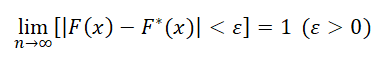 lim n→∞ [|F(x) − F*(x)| < ε] = 1 (ε > 0)